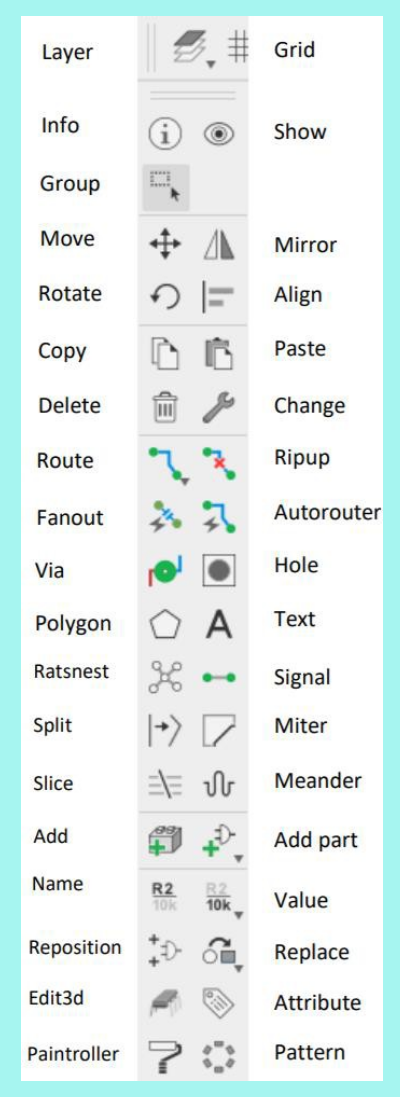 Layer Grid
Info Show
Group
Move Mirror
Rotate Align
Copy Paste
Delete Change
Route Ripup
Fanout Autorouter
Via Hole
Polygon A Text
Ratsnest Signal
Split Miter
Slice Meander
Add Add part
Name R2 10k R2 10k Value
Reposition Replace
Edit3d Attribute
Paintroller Pattern